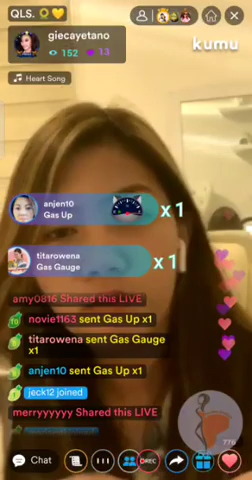 QLS.
giecayetano
152 13
kumu
Heart Song
anjen10
Gas Up
x 1
titarowena
Gas Gauge
x 1
amy0816 Shared this LIVE
novie1163 sent Gas Up x1
titarowena sent Gas Gauge
x1
anjen10 sent Gas Up x1
jeck12 joined
merryyyyyy Shared this LIVE
776
Chat
REC